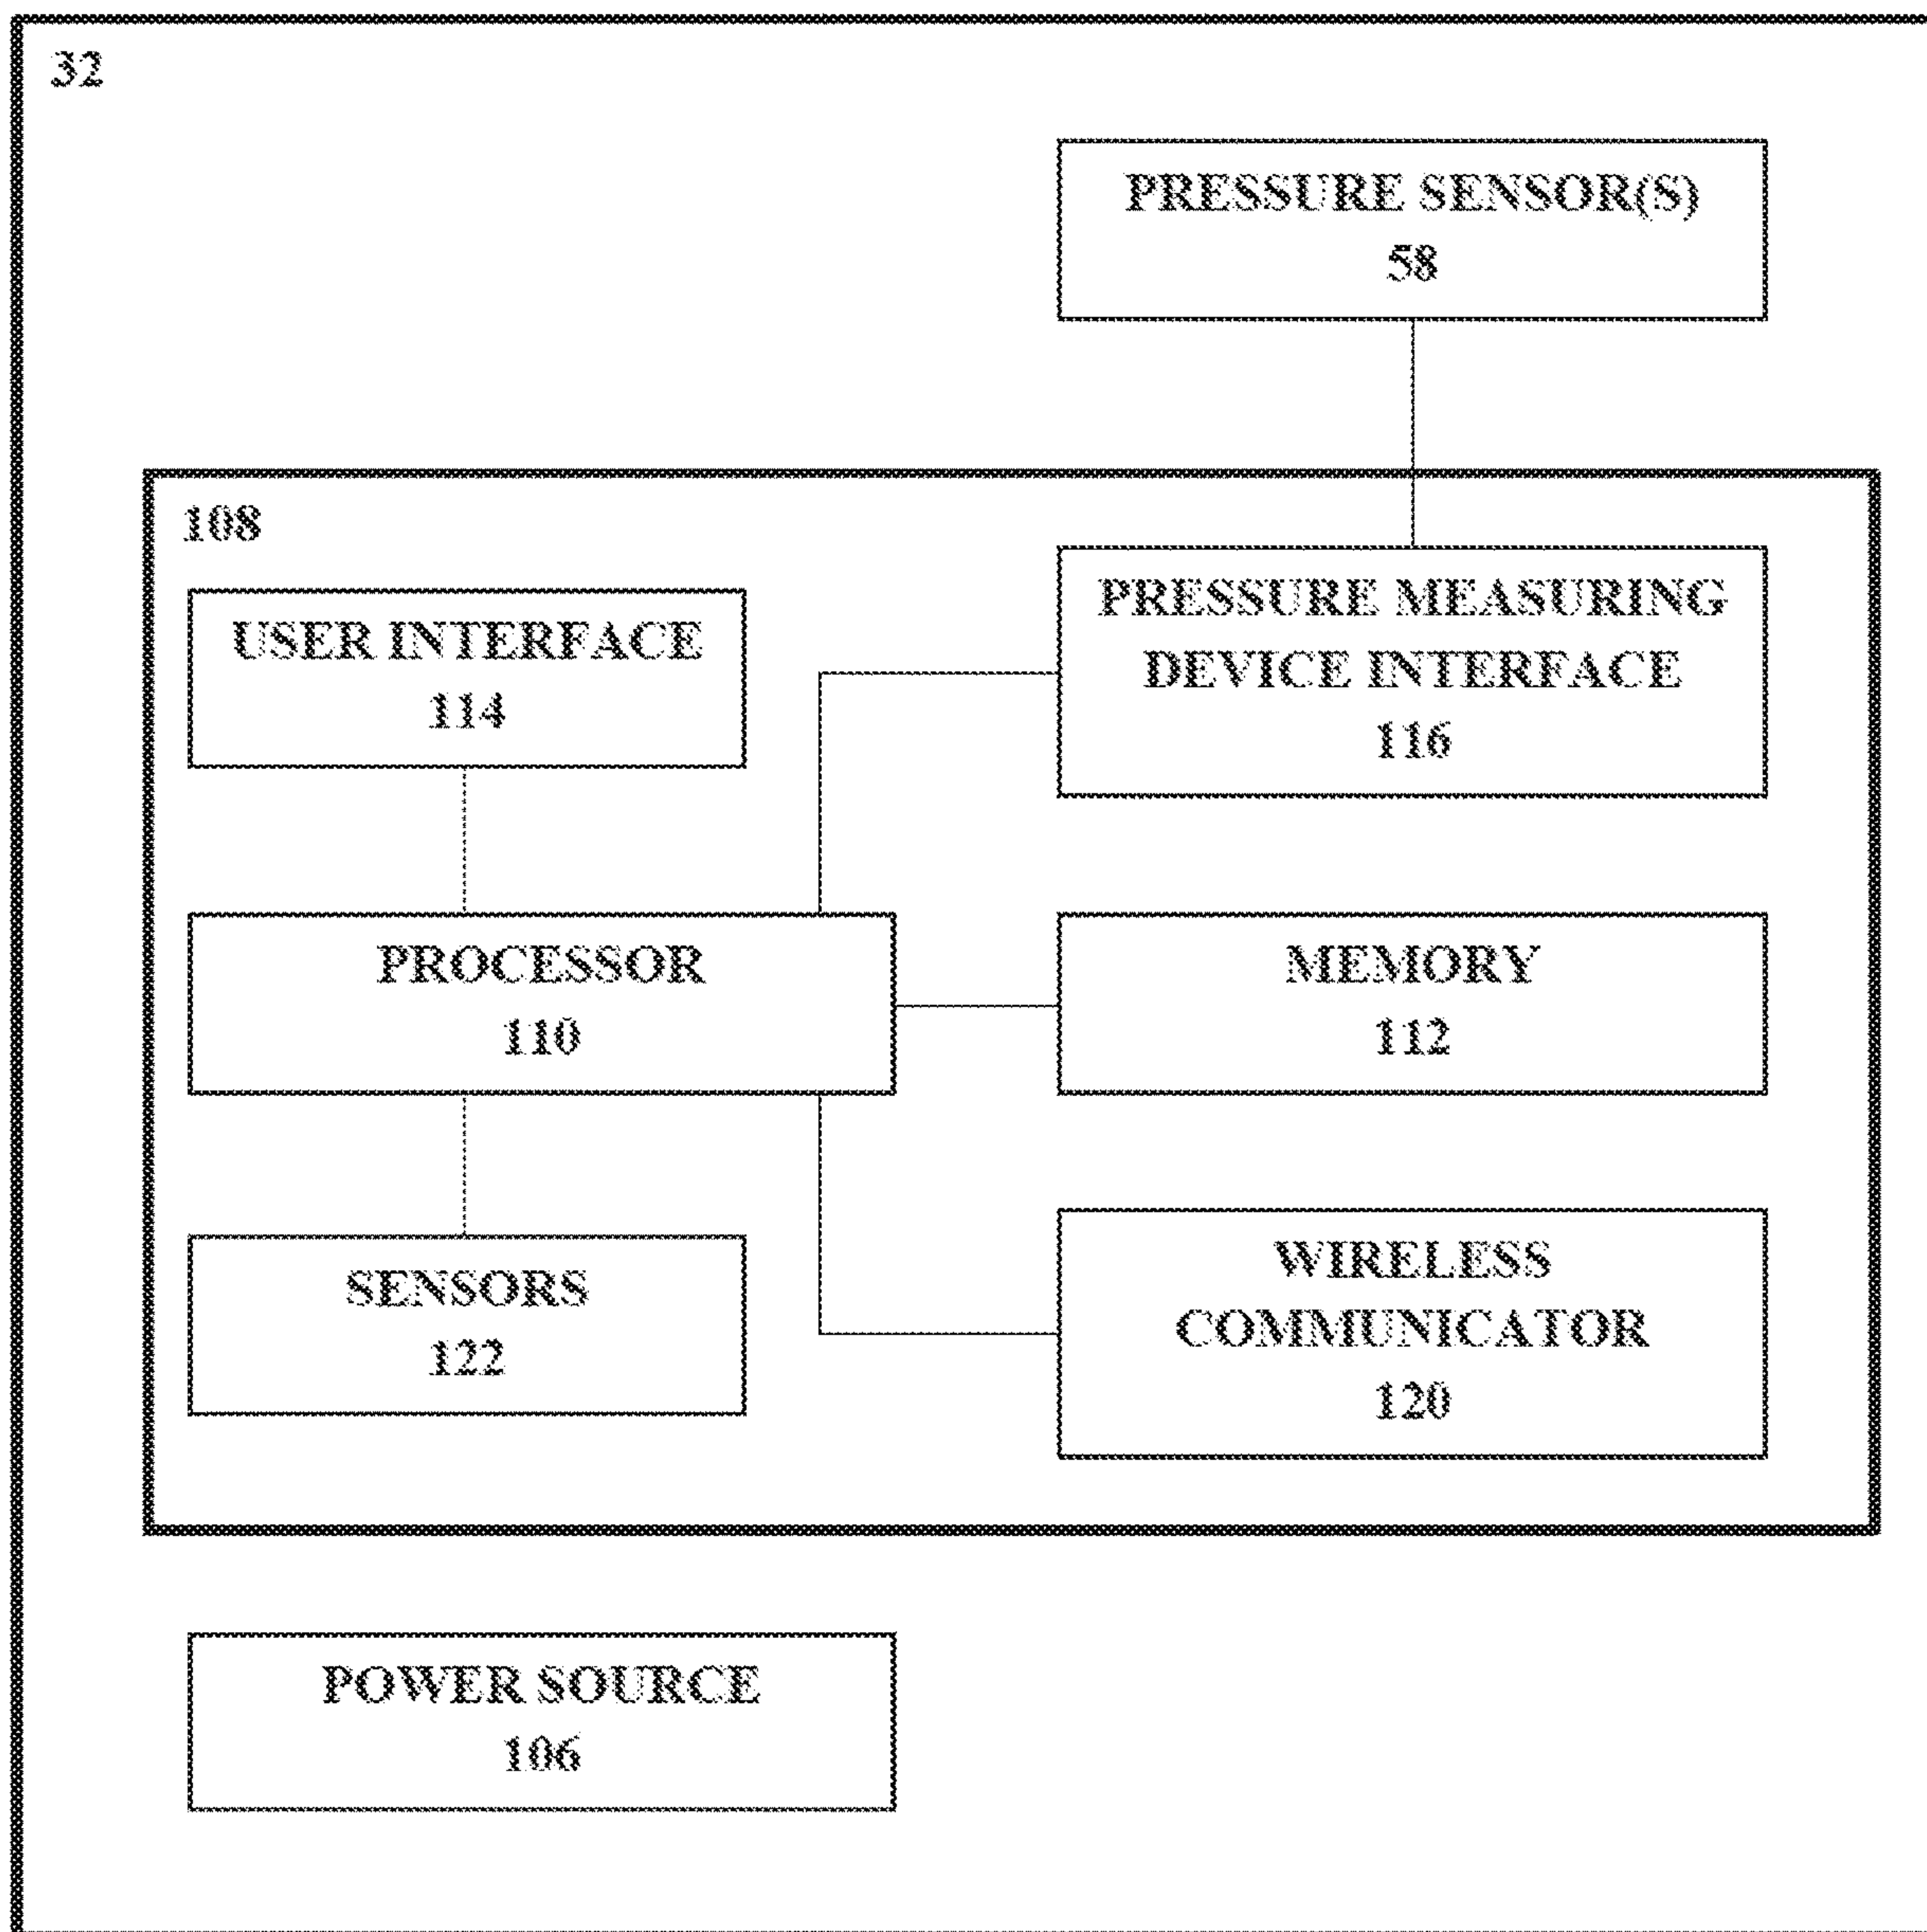 32
PRESSURE SENSOR(S)
58
108
USER INTERFACE
114
PRESSURE MEASURING
DEVICE INTERFACE
116
PROCESSOR
110
MEMORY
112
SENSORS
122
WIRELESS
COMMUNICATOR
120
POWER SOURCE
106